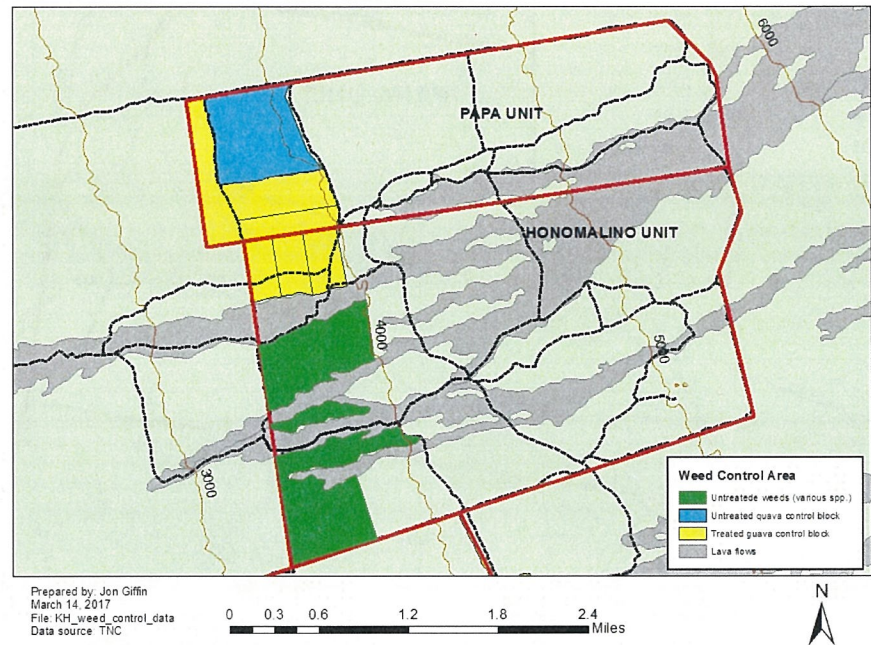 6000
PAPA UNIT
HONOMALINO UNIT
4000
5000
3000
Weed Control Area
Untreatede weeds (various spp.)
Untreated guava control block
Treated guava control block
Lava flows
Prepared by: Jon Giffin
March 14, 2017
File: KH_weed_control_data
Data source: TNC
0 0.3 0.6 1.2 1.8 2.4
Miles
N